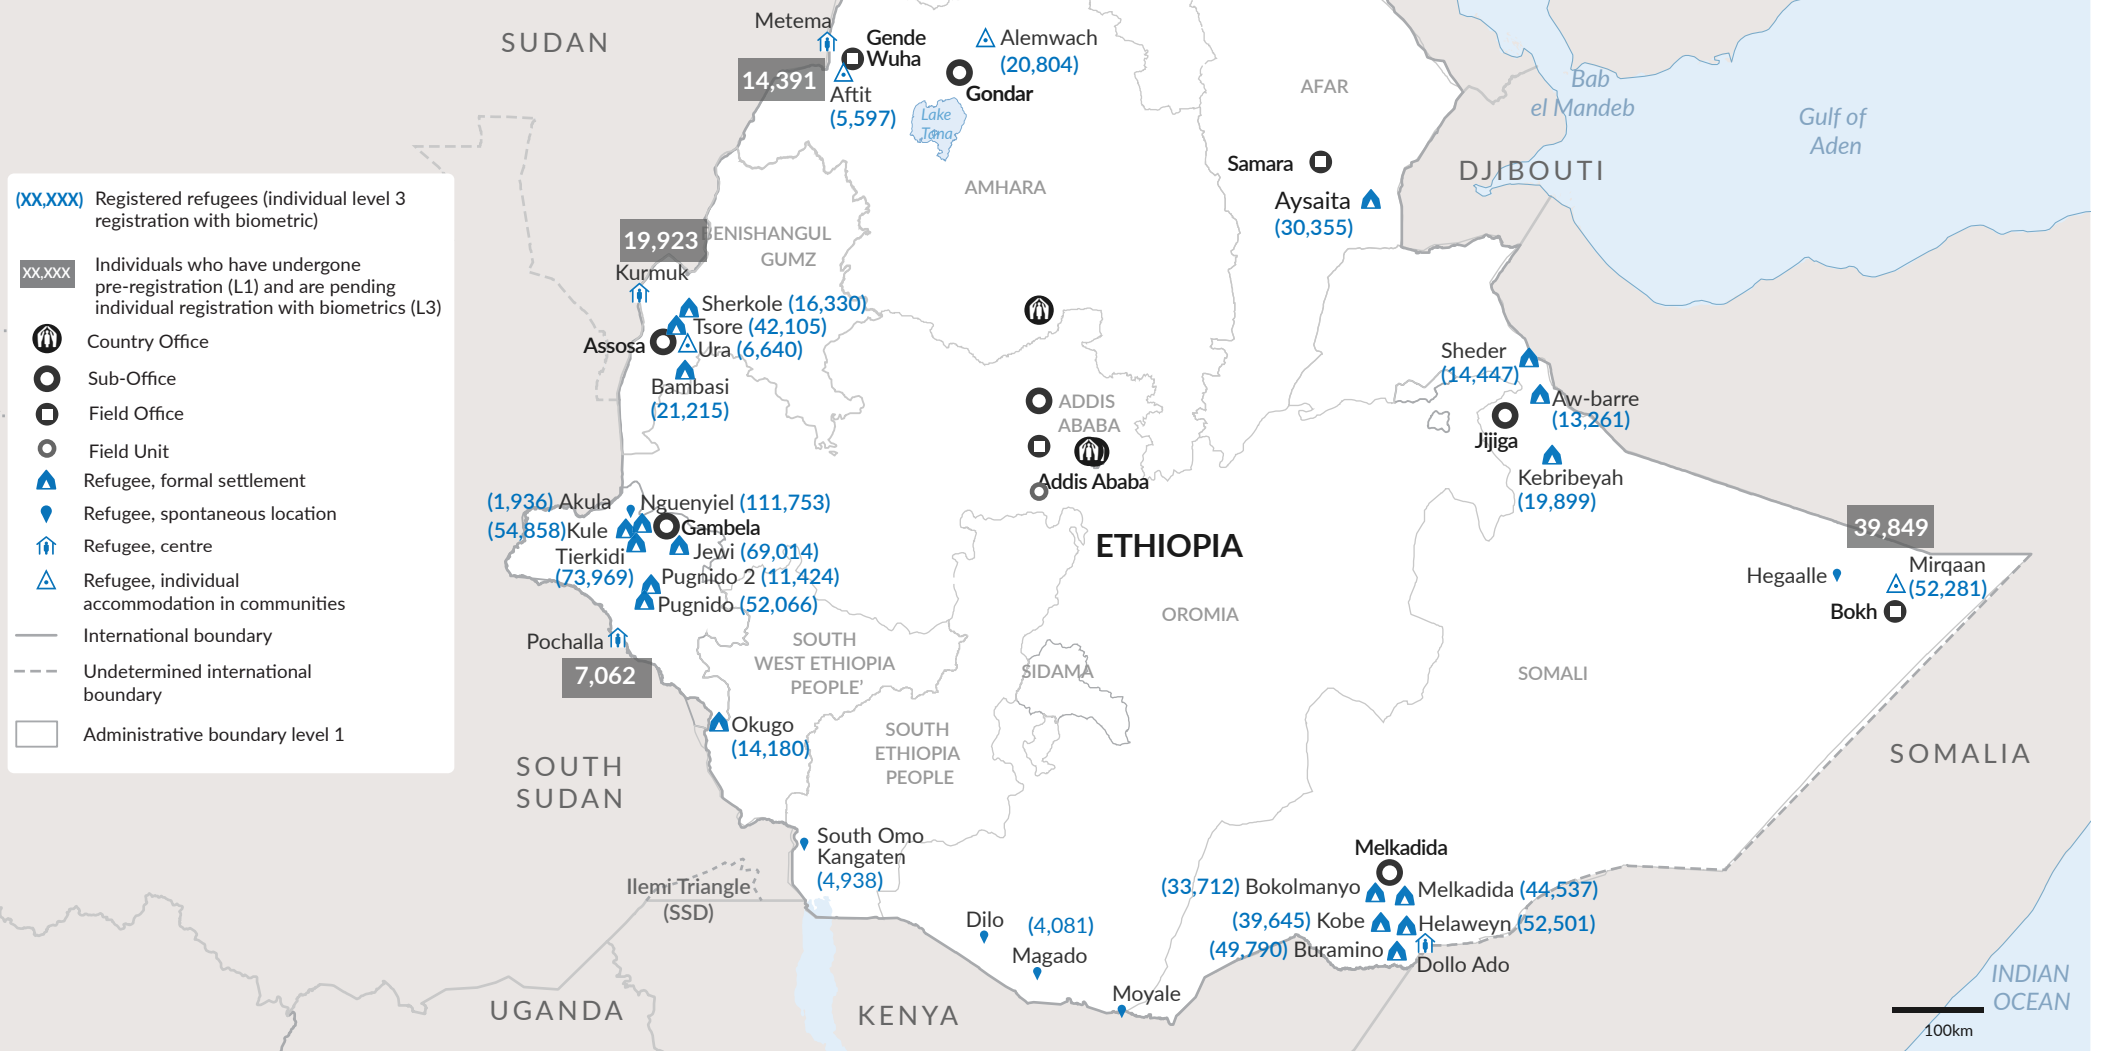 SUDAN
Metema
Gende
Wuha
Alemwach
(20,804)
14,391
Aftit
(5,597)
Gondar
Lake
Tana
AFAR
Bab
el Mandeb
Gulf of
Aden
DJIBOUTI
Samara
Aysaita
(30,355)
AMHARA
(XX,XXX) Registered refugees (individual level 3
registration with biometric)
XX,XXX Individuals who have undergone
pre-registration (L1) and are pending
individual registration with biometrics (L3)
Country Office
Sub-Office
Field Office
Field Unit
Refugee, formal settlement
Refugee, spontaneous location
Refugee, centre
Refugee, individual
accommodation in communities
International boundary
Undetermined international
boundary
Administrative boundary level 1
19,923
BENISHANGUL
GUMZ
Kurmuk
Sherkole (16,330)
Tsore (42,105)
Assosa
Ura (6,640)
Bambasi
(21,215)
ADDIS
ABABA
Addis Ababa
Sheder
(14,447)
Aw-barre
(13,261)
Jijiga
Kebribeyah
(19,899)
(1,936) Akula
Nguenyiel (111,753)
(54,858) Kule
Gambela
Tierkidi
(73,969)
Jewi (69,014)
Pugnido 2 (11,424)
Pugnido (52,066)
Pochalla
7,062
ETHIOPIA
39,849
Hegaalle
Mirqaan
(52,281)
Bokh
OROMIA
SOUTH
WEST ETHIOPIA
PEOPLE'
SIDAMA
SOMALI
Okugo
(14,180)
SOUTH
ETHIOPIA
PEOPLE
SOMALIA
SOUTH
SUDAN
South Omo
Kangaten
(4,938)
Ilemi Triangle
(SSD)
Melkadida
(33,712) Bokolmanyo
Melkadida (44,537)
(39,645) Kobe
Helaweyn (52,501)
(49,790) Buramino
Dollo Ado
Dilo
(4,081)
Magado
Moyale
UGANDA
KENYA
INDIAN
OCEAN
100km